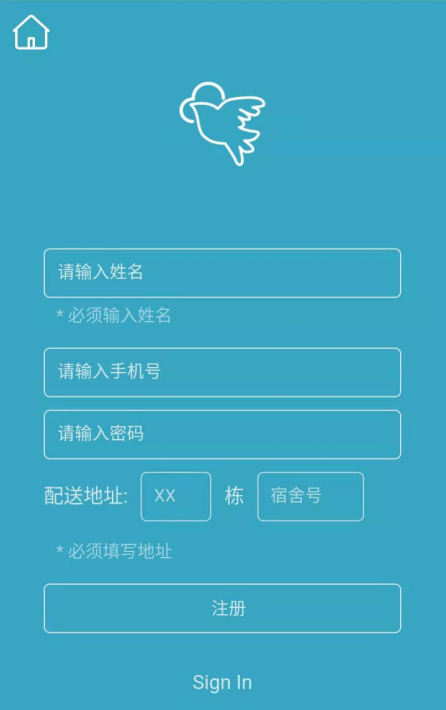 请输入姓名
* 必须输入姓名
请输入手机号
请输入密码
配送地址: XX 栋 宿舍号
* 必须填写地址
注册
Sign In